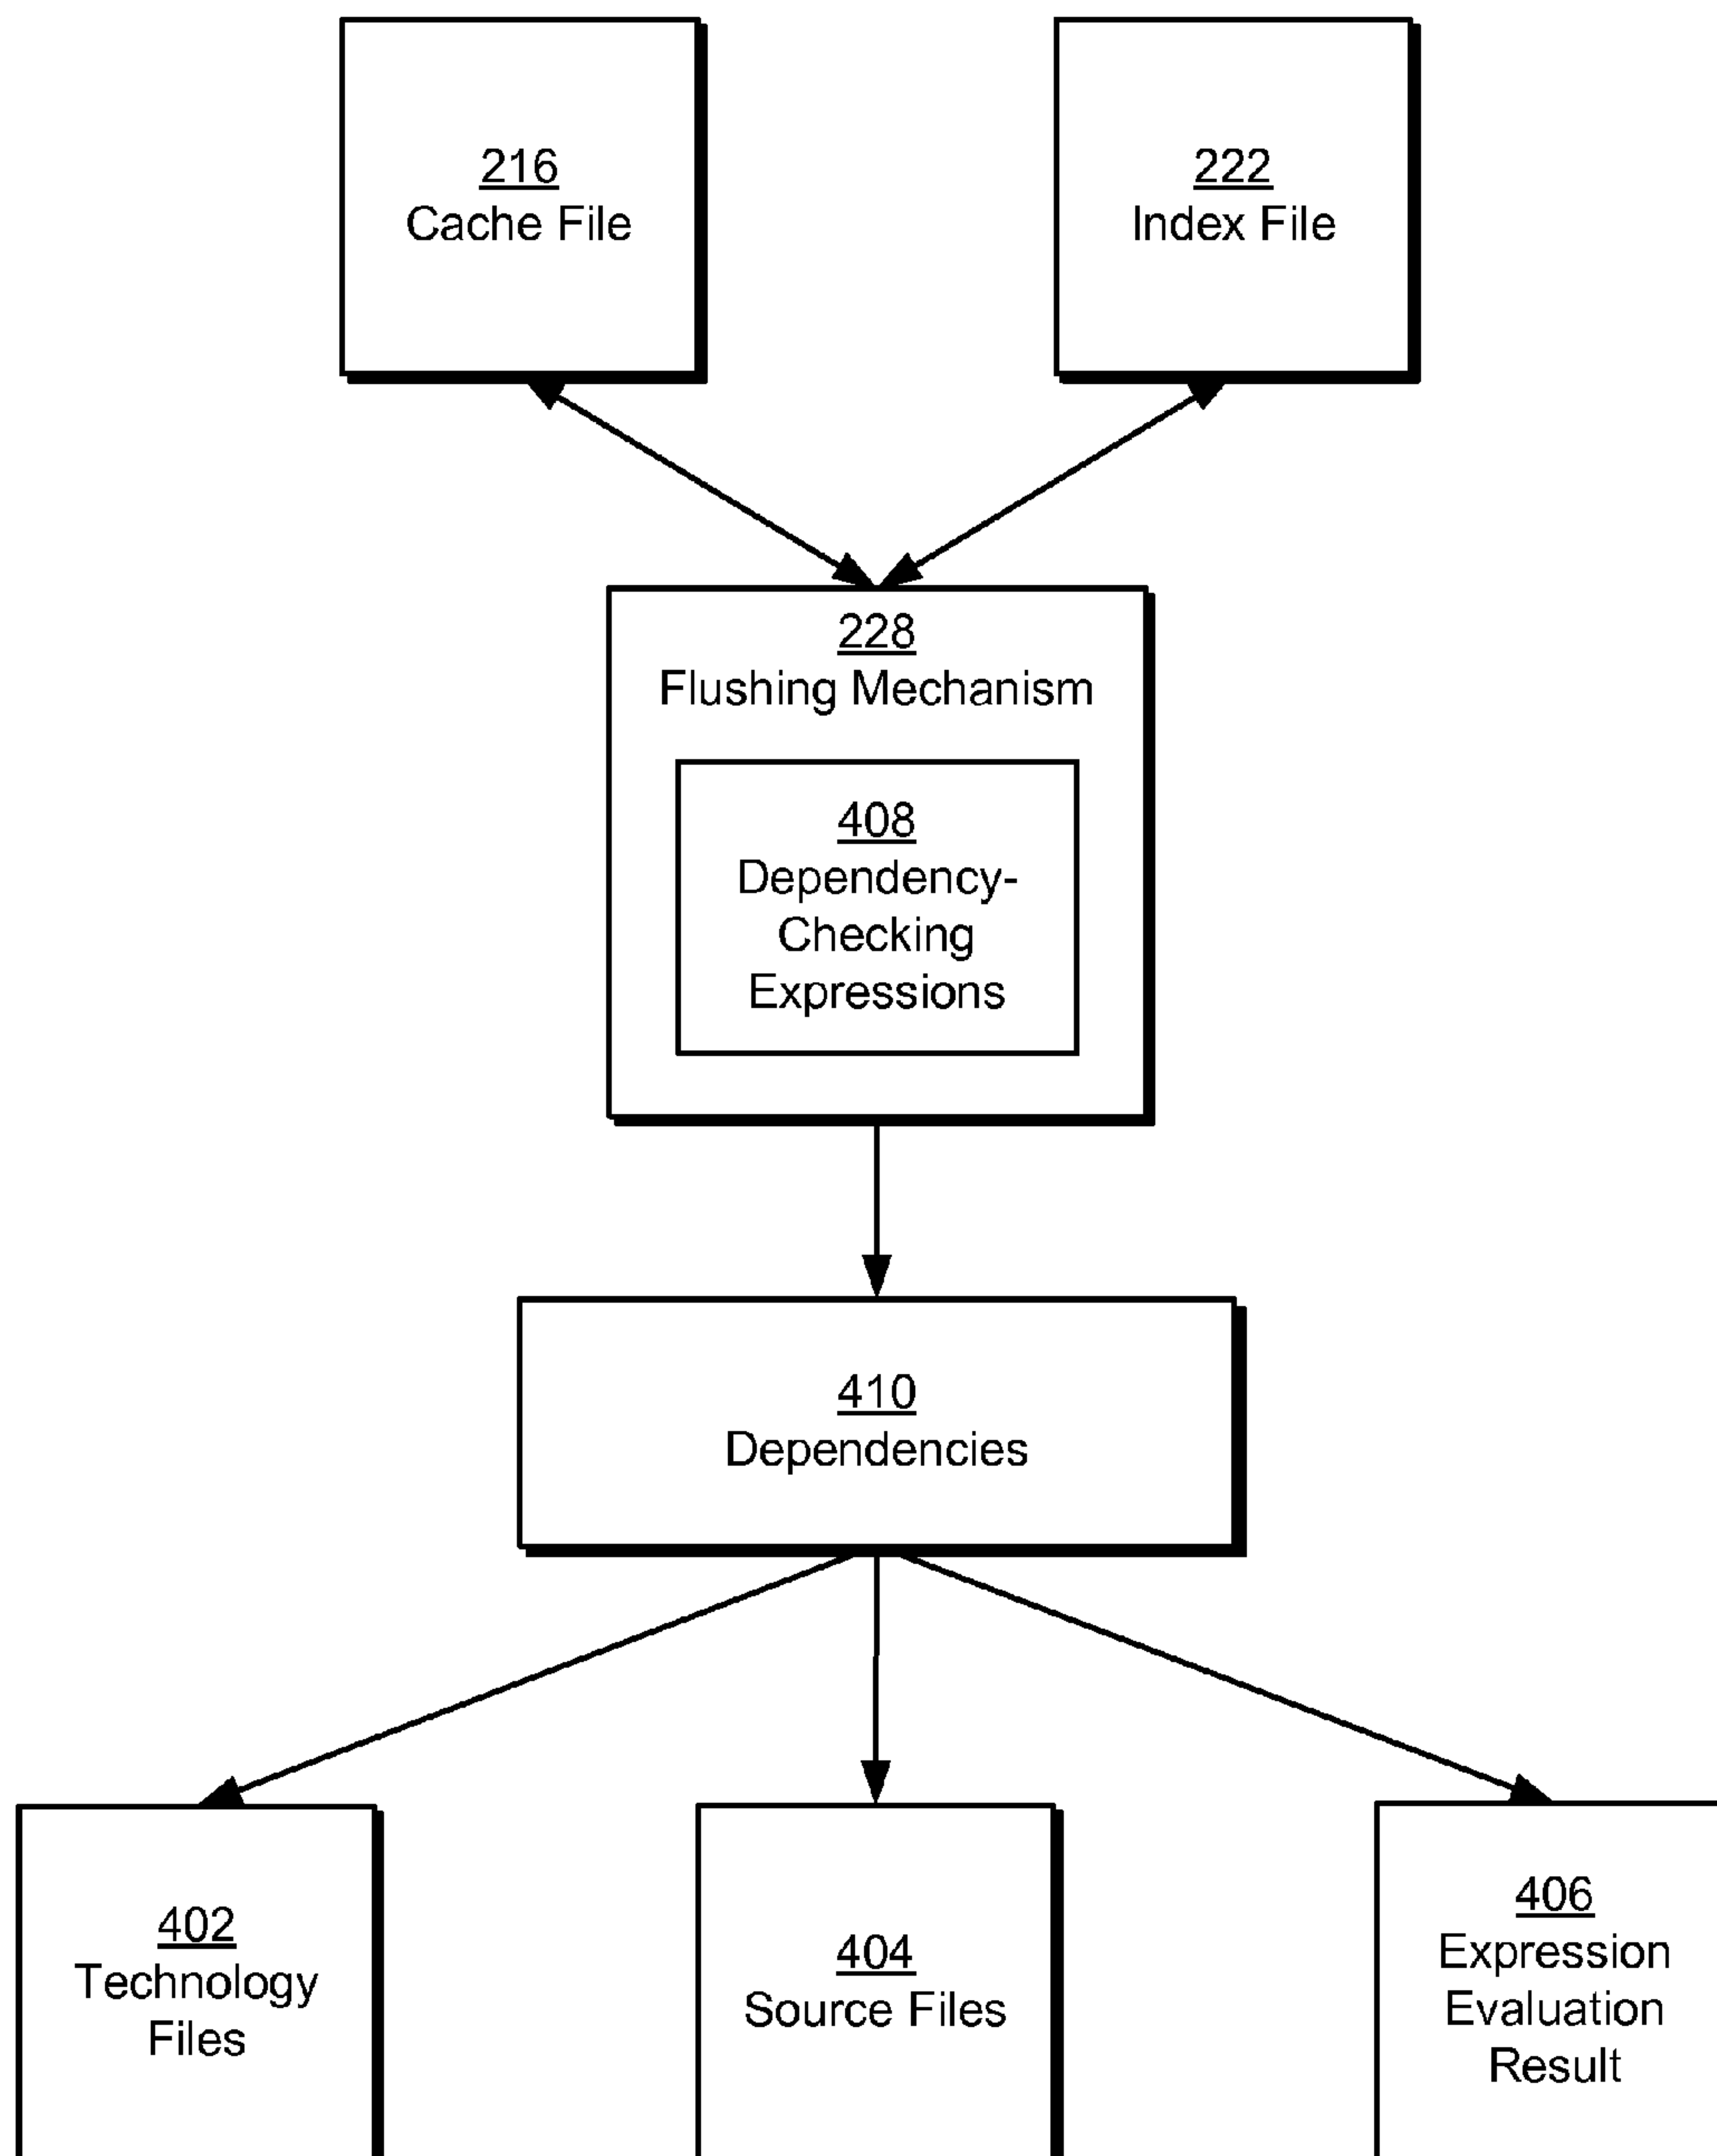 216
Cache File
222
Index File
228
Flushing Mechanism
408
Dependency-
Checking
Expressions
410
Dependencies
402
Technology
Files
404
Source Files
406
Expression
Evaluation
Result